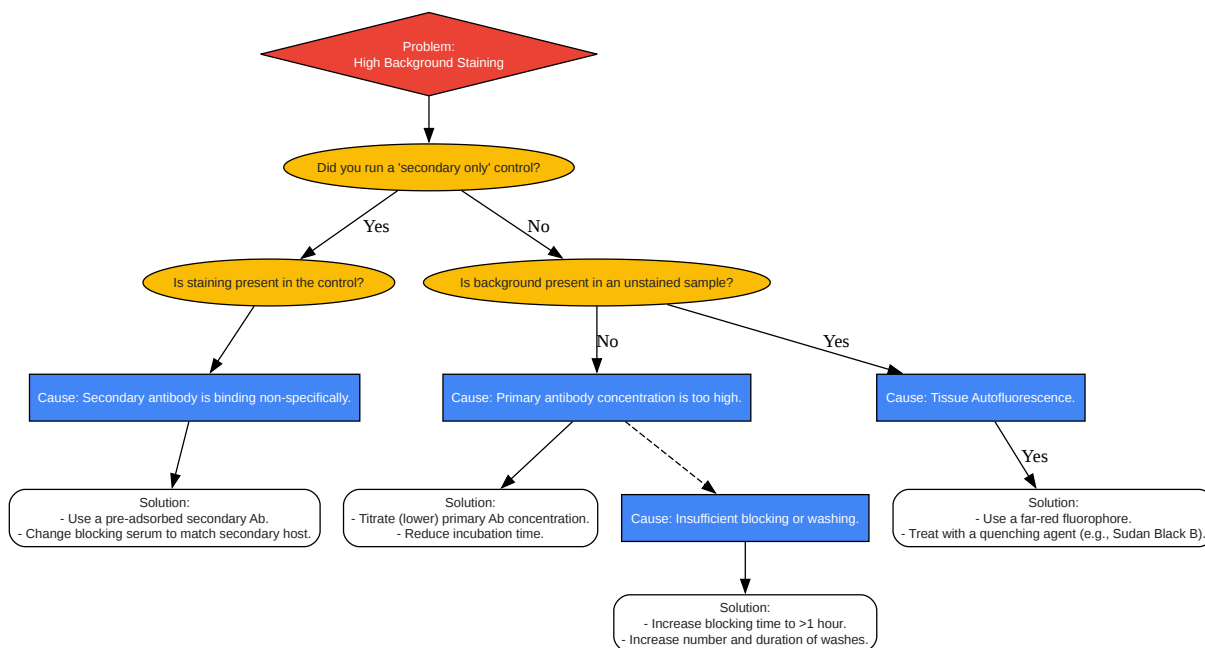 Problem:
High Background Staining
Did you run a 'secondary only' control?
Yes
No
Is staining present in the control?
Is background present in an unstained sample?
No
Yes
Cause: Secondary antibody is binding non-specifically.
Cause: Primary antibody concentration is too high.
Cause: Tissue Autofluorescence.
Yes
Solution:
- Use a pre-adsorbed secondary Ab.
- Change blocking serum to match secondary host.
Solution:
- Titrate (lower) primary Ab concentration.
- Reduce incubation time.
Cause: Insufficient blocking or washing.
Solution:
- Use a far-red fluorophore.
- Treat with a quenching agent (e.g., Sudan Black B).
Solution:
- Increase blocking time to >1 hour.
- Increase number and duration of washes.